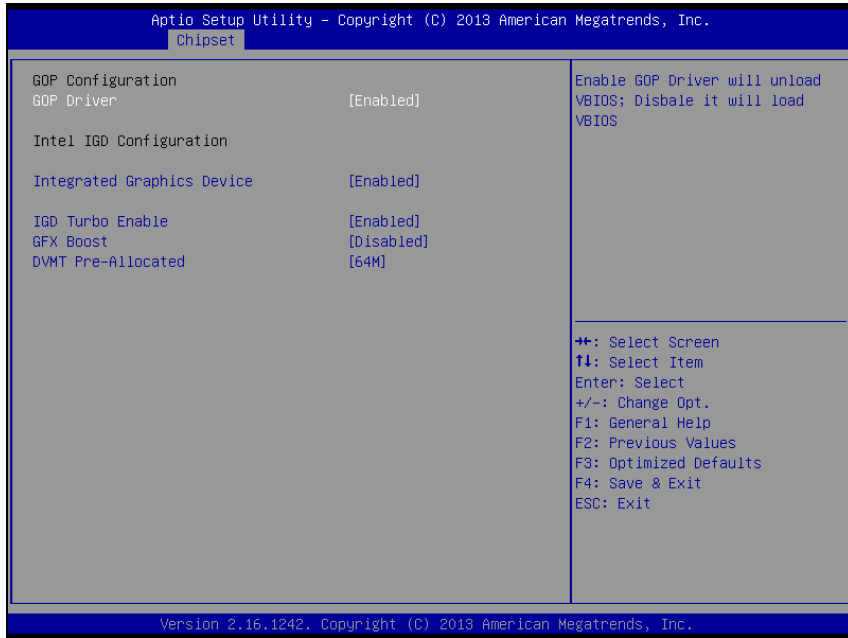 Aptio Setup Utility – Copyright (C) 2013 American Megatrends, Inc.
Chipset
GOP Configuration
GOP Driver [Enabled]
Intel IGD Configuration
Integrated Graphics Device [Enabled]
IGD Turbo Enable [Enabled]
GFX Boost [Disabled]
DVMT Pre-Allocated [64M]
Enable GOP Driver will unload
VBIOS; Disbale it will load
VBIOS
→←: Select Screen
↑↓: Select Item
Enter: Select
+/-: Change Opt.
F1: General Help
F2: Previous Values
F3: Optimized Defaults
F4: Save & Exit
ESC: Exit
Version 2.16.1242. Copyright (C) 2013 American Megatrends, Inc.